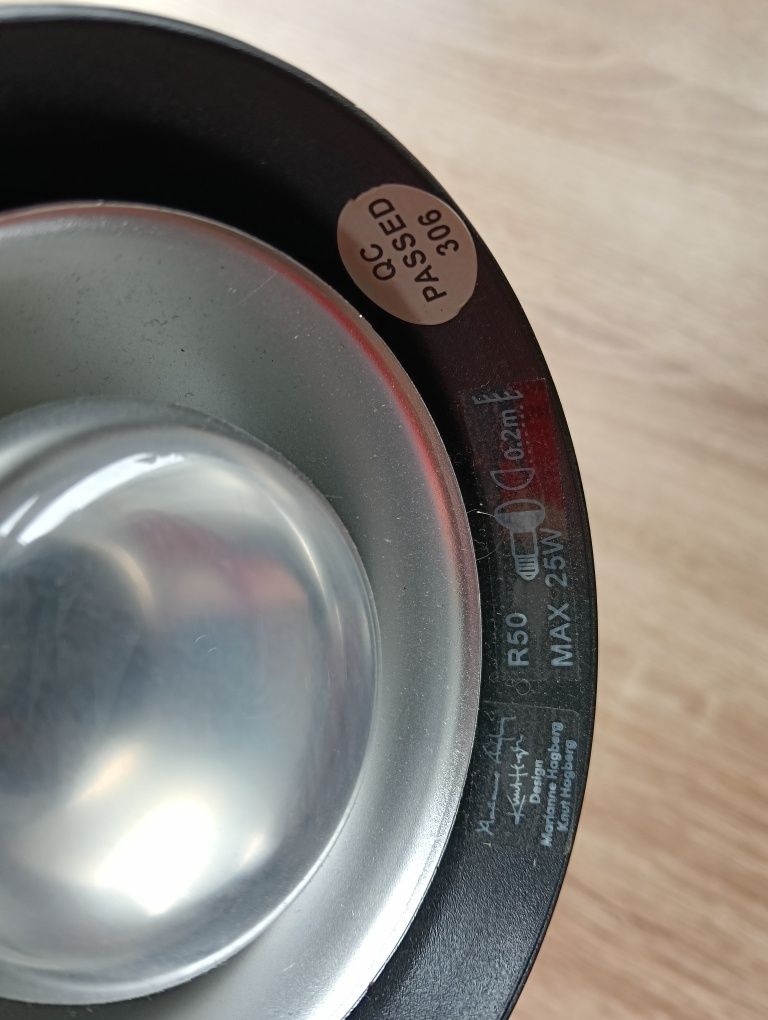 QC
PASSED
306
0.2m
R50
MAX 25W
Design
Marianne Hagberg
Knut Hagberg